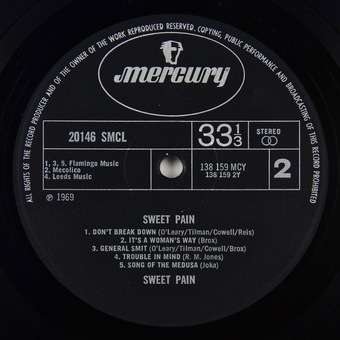 ALL RIGHTS OF THE RECORD PRODUCER AND OF THE OWNER OF THE WORK REPRODUCED RESERVED. COPYING, PUBLIC PERFORMANCE AND BROADCASTING OF THIS RECORD PROHIBITED
mercury
20146 SMCL
33 1/3
STEREO
1, 3, 5. Flamingo Music
2. Mecolico
4. Leeds Music
138 159 MCY
138 159 2Y
2
℗ 1969
SWEET PAIN
1. DON'T BREAK DOWN (O'Leary/Tilman/Cowell/Reis)
2. IT'S A WOMAN'S WAY (Brox)
3. GENERAL SMIT (O'Leary/Tilman/Cowell/Brox)
4. TROUBLE IN MIND (R. M. Jones)
5. SONG OF THE MEDUSA (Joke)
SWEET PAIN